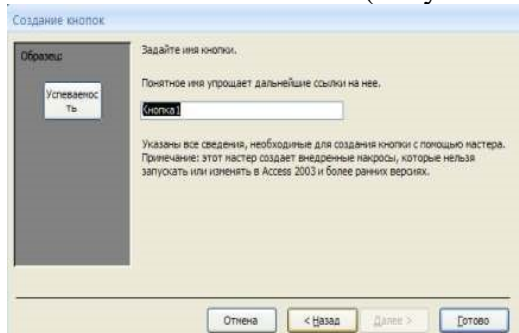 Создание кнопок
Образец:
Задайте имя кнопки.
Понятное имя упрощает дальнейшие ссылки на нее.
Успеваемос
ть
Кнопка1
Указаны все сведения, необходимые для создания кнопки с помощью мастера.
Примечание: этот мастер создает внедренные макросы, которые нельзя
запускать или изменять в Access 2003 и более ранних версиях.
Отмена
< Назад
Далее >
Готово